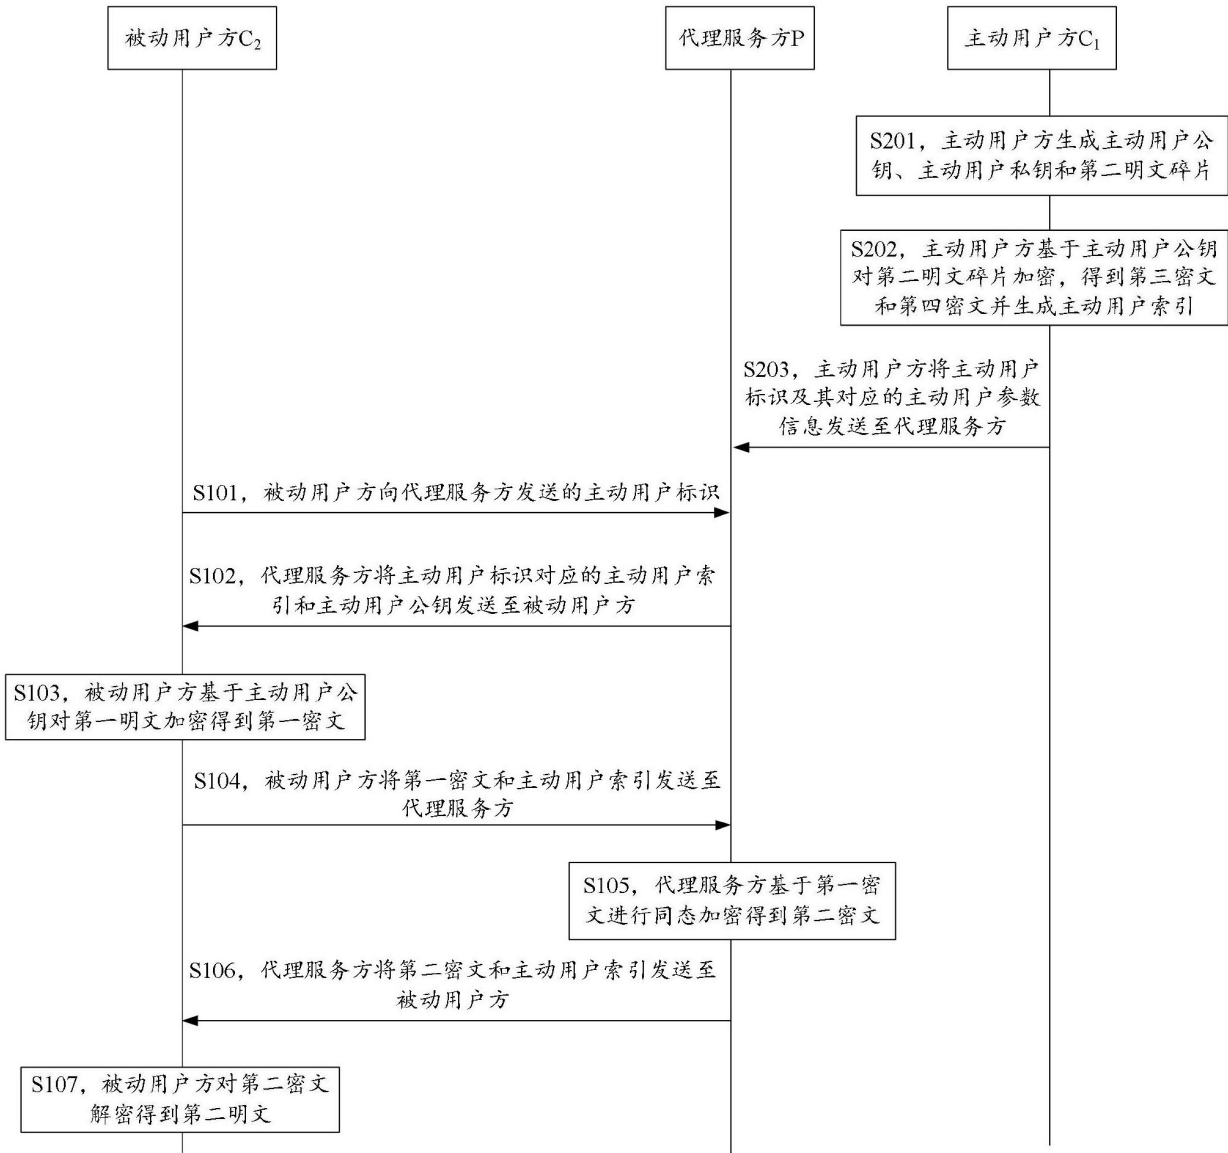 被动用户方C₂
代理服务方P
主动用户方C₁
S201，主动用户方生成主动用户公
钥、主动用户私钥和第二明文碎片
S202，主动用户方基于主动用户公钥
对第二明文碎片加密，得到第三密文
和第四密文并生成主动用户索引
S203，主动用户方将主动用户
标识及其对应的主动用户参数
信息发送至代理服务方
S101，被动用户方向代理服务方发送的主动用户标识
S102，代理服务方将主动用户标识对应的主动用户索
引和主动用户公钥发送至被动用户方
S103，被动用户方基于主动用户公
钥对第一明文加密得到第一密文
S104，被动用户方将第一密文和主动用户索引发送至
代理服务方
S105，代理服务方基于第一密
文进行同态加密得到第二密文
S106，代理服务方将第二密文和主动用户索引发送至
被动用户方
S107，被动用户方对第二密文
解密得到第二明文